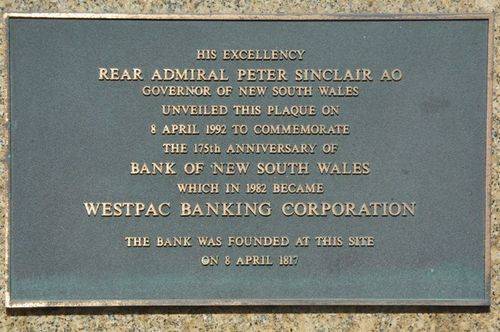 HIS EXCELLENCY
REAR ADMIRAL PETER SINCLAIR AO
GOVERNOR OF NEW SOUTH WALES
UNVEILED THIS PLAQUE ON
8 APRIL 1992 TO COMMEMORATE
THE 175th ANNIVERSARY OF
BANK OF NEW SOUTH WALES
WHICH IN 1982 BECAME
WESTPAC BANKING CORPORATION
THE BANK WAS FOUNDED AT THIS SITE
ON 8 APRIL 1817